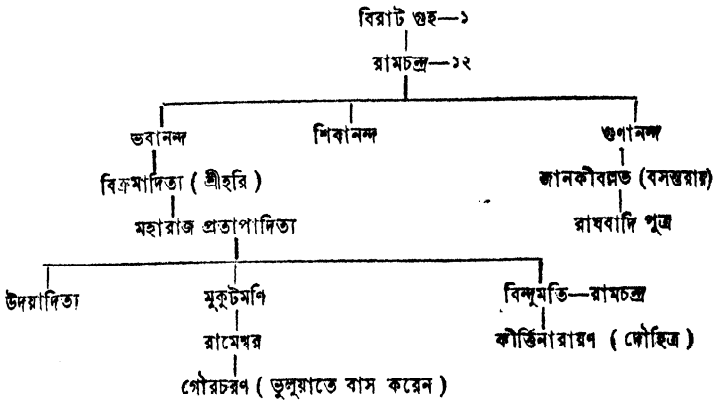 বিরাট গুহ—১
রামচন্দ্র—১২
ভবানন্দ শিবানন্দ গুণানন্দ
বিক্রমাদিত্য ( শ্রীহরি ) জানকীবল্লভ (বসন্তরায়)
মহারাজ প্রতাপাদিত্য রাঘবাদি পুত্র
উদয়াদিত্য মুকুটমণি বিন্দুমতি—রামচন্দ্র
রামেশ্বর কীর্ত্তিনারায়ণ ( দৌহিত্র )
গৌরচরণ ( ভুলুয়াতে বাস করেন )